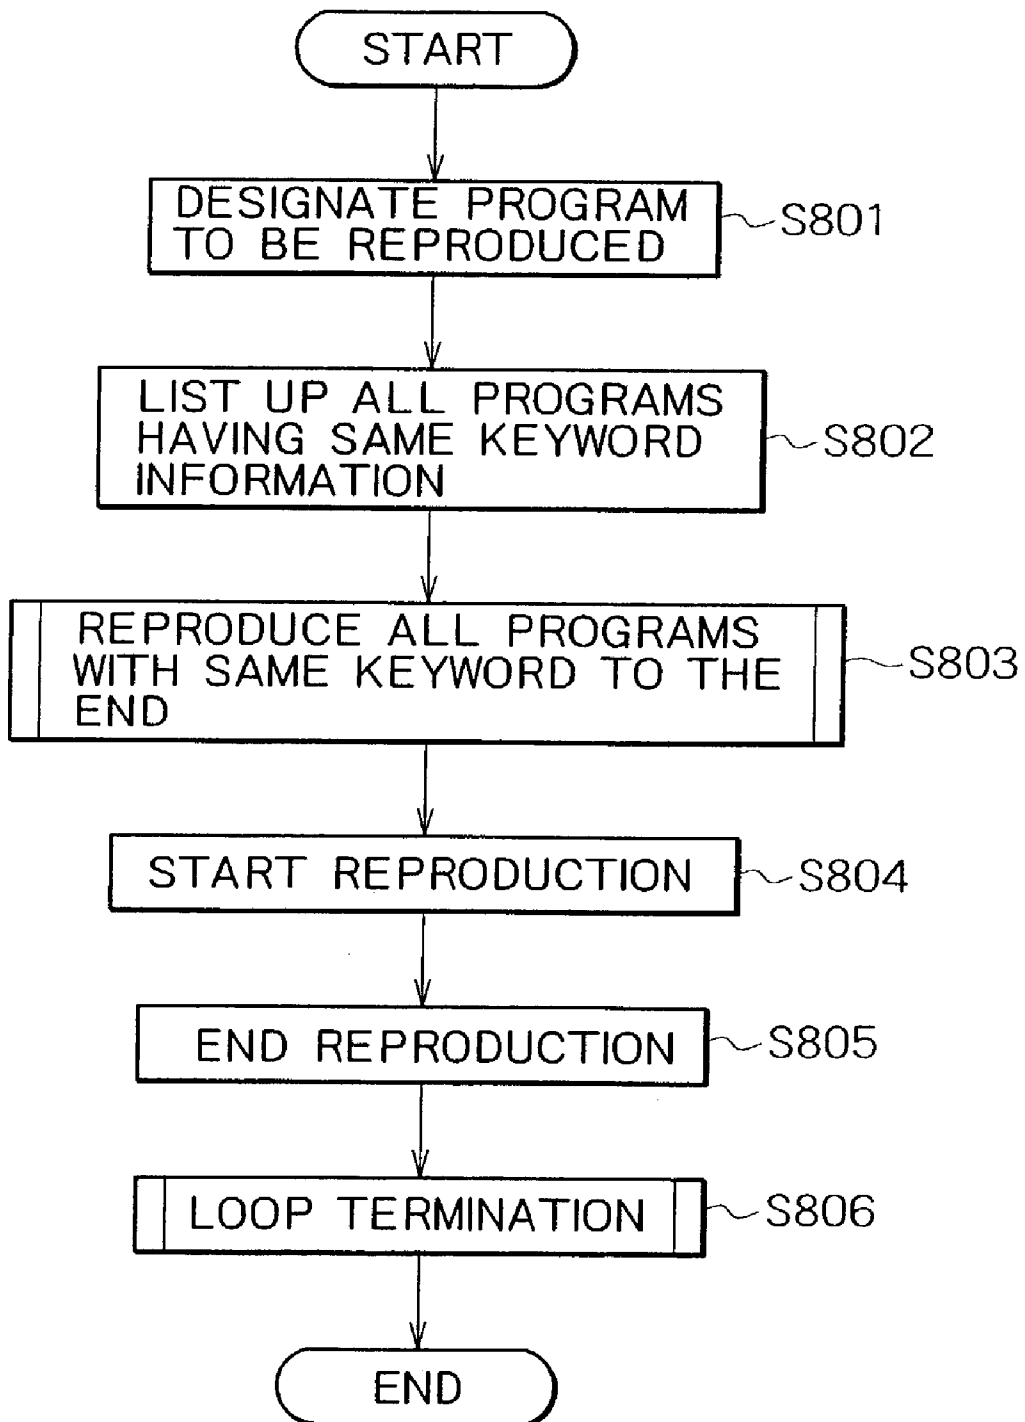 START
DESIGNATE PROGRAM
TO BE REPRODUCED
S801
LIST UP ALL PROGRAMS
HAVING SAME KEYWORD
INFORMATION
S802
REPRODUCE ALL PROGRAMS
WITH SAME KEYWORD TO THE
END
S803
START REPRODUCTION
S804
END REPRODUCTION
S805
LOOP TERMINATION
S806
END